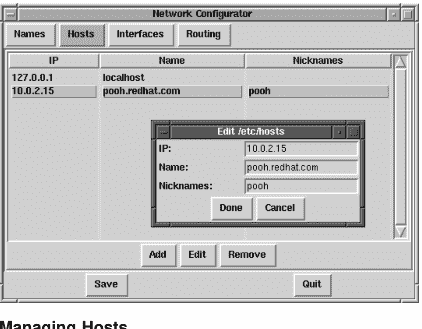 Network Configurator
Names Hosts Interfaces Routing
IP Name Nicknames
127.0.0.1 localhost
10.0.2.15 pooh.redhat.com pooh
Edit /etc/hosts
IP: 10.0.2.15
Name: pooh.redhat.com
Nicknames: pooh
Done Cancel
Add Edit Remove
Save Quit
Managing Hosts